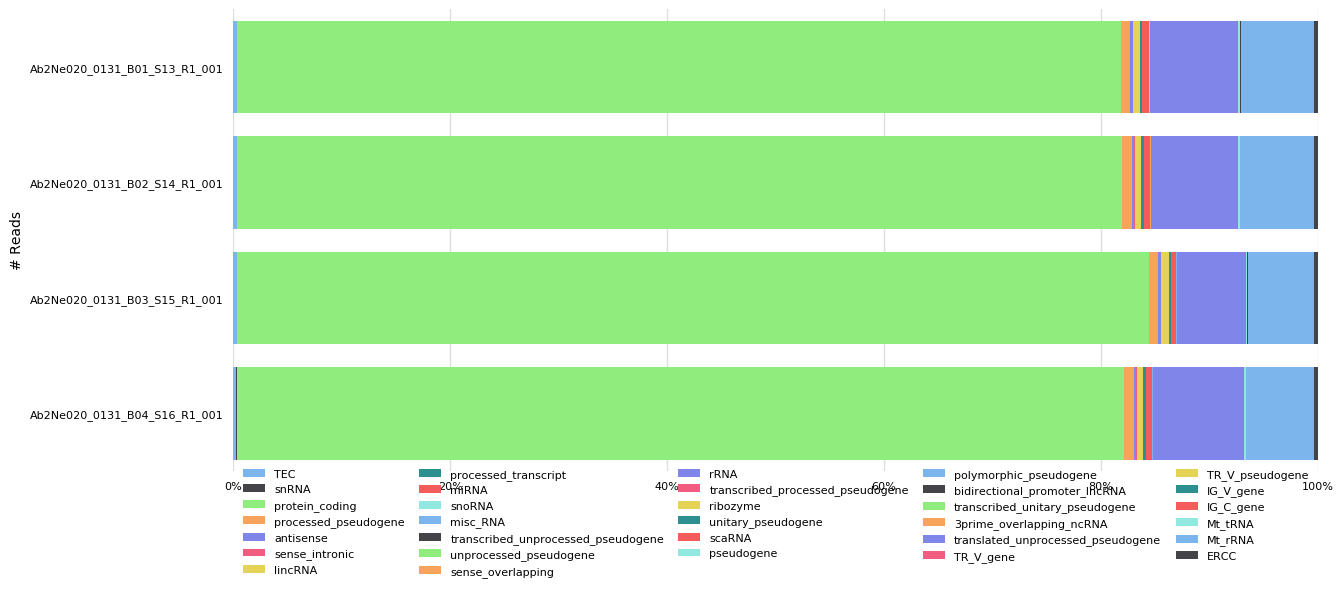 Ab2Ne020_0131_B01_S13_R1_001
Ab2Ne020_0131_B02_S14_R1_001
# Reads
Ab2Ne020_0131_B03_S15_R1_001
Ab2Ne020_0131_B04_S16_R1_001
0% 20% 40% 60% 80% 100%
TEC
snRNA
protein_coding
processed_pseudogene
antisense
sense_intronic
lincRNA
processed_transcript
miRNA
snoRNA
misc_RNA
transcribed_unprocessed_pseudogene
unprocessed_pseudogene
sense_overlapping
rRNA
transcribed_processed_pseudogene
ribozyme
unitary_pseudogene
scaRNA
pseudogene
polymorphic_pseudogene
bidirectional_promoter_lncRNA
transcribed_unitary_pseudogene
3prime_overlapping_ncRNA
translated_unprocessed_pseudogene
TR_V_gene
TR_V_pseudogene
IG_V_gene
IG_C_gene
Mt_tRNA
Mt_rRNA
ERCC